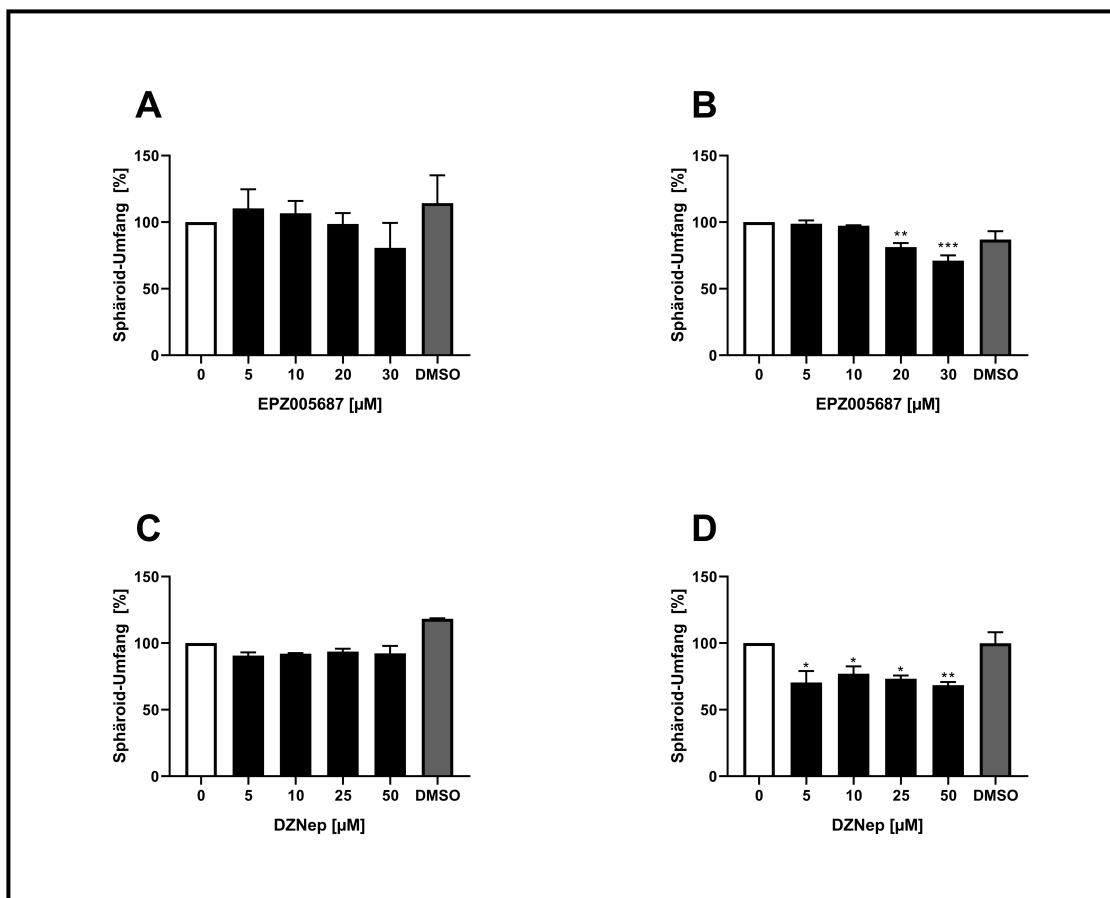 A
Sphäroid-Umfang [%]
150
100
50
0
0 5 10 20 30 DMSO
EPZ005687 [µM]
B
Sphäroid-Umfang [%]
150
100
50
0
** ***
0 5 10 20 30 DMSO
EPZ005687 [µM]
C
Sphäroid-Umfang [%]
150
100
50
0
0 5 10 25 50 DMSO
DZNep [µM]
D
Sphäroid-Umfang [%]
150
100
50
0
* * * **
0 5 10 25 50 DMSO
DZNep [µM]